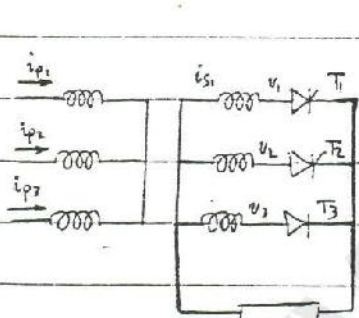 ip₁ is₁ v₁ T₁
ip₂ v₂ T₂
ip₃ v₃ T₃